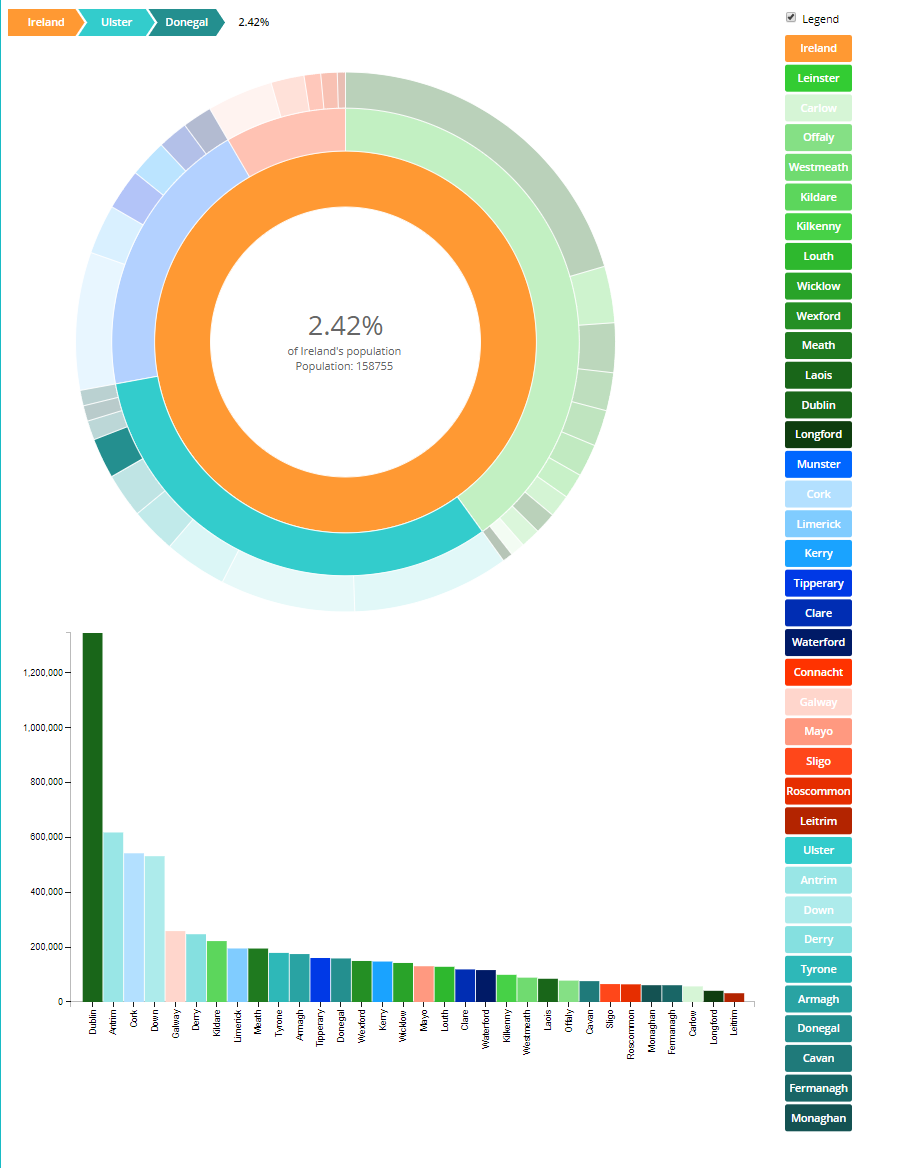 Ireland Ulster Donegal 2.42%
Legend
Ireland
Leinster
Carlow
Offaly
Westmeath
Kildare
Kilkenny
Louth
Wicklow
Wexford
Meath
Laois
Dublin
Longford
Munster
Cork
Limerick
Kerry
Tipperary
Clare
Waterford
Connacht
Galway
Mayo
Sligo
Roscommon
Leitrim
Ulster
Antrim
Down
Derry
Tyrone
Armagh
Donegal
Cavan
Fermanagh
Monaghan
2.42%
of Ireland's population
Population: 158755
1,200,000
1,000,000
800,000
600,000
400,000
200,000
0
Dublin
Antrim
Cork
Down
Galway
Derry
Kildare
Limerick
Meath
Tyrone
Armagh
Tipperary
Donegal
Wexford
Kerry
Wicklow
Mayo
Louth
Clare
Waterford
Kilkenny
Westmeath
Laois
Offaly
Cavan
Sligo
Roscommon
Monaghan
Fermanagh
Carlow
Longford
Leitrim